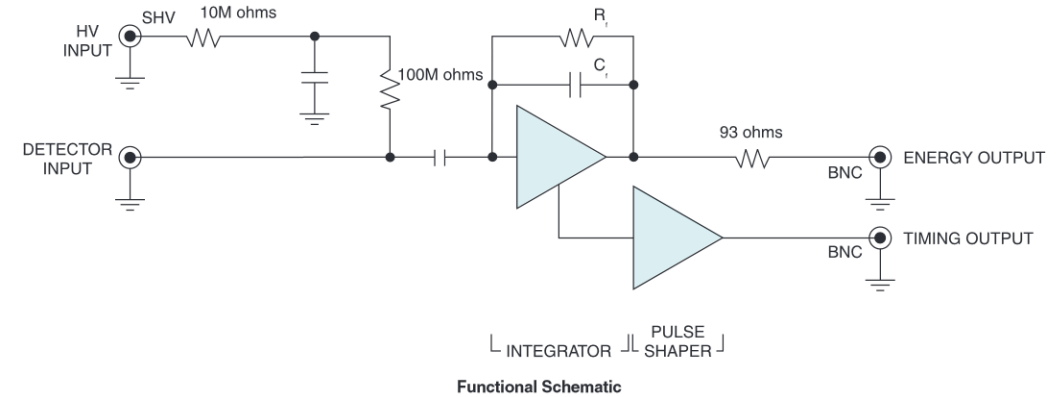 SHV
10M ohms
HV
INPUT
R
f
100M ohms
C
f
DETECTOR
INPUT
93 ohms
BNC
ENERGY OUTPUT
BNC
TIMING OUTPUT
INTEGRATOR
PULSE
SHAPER
Functional Schematic